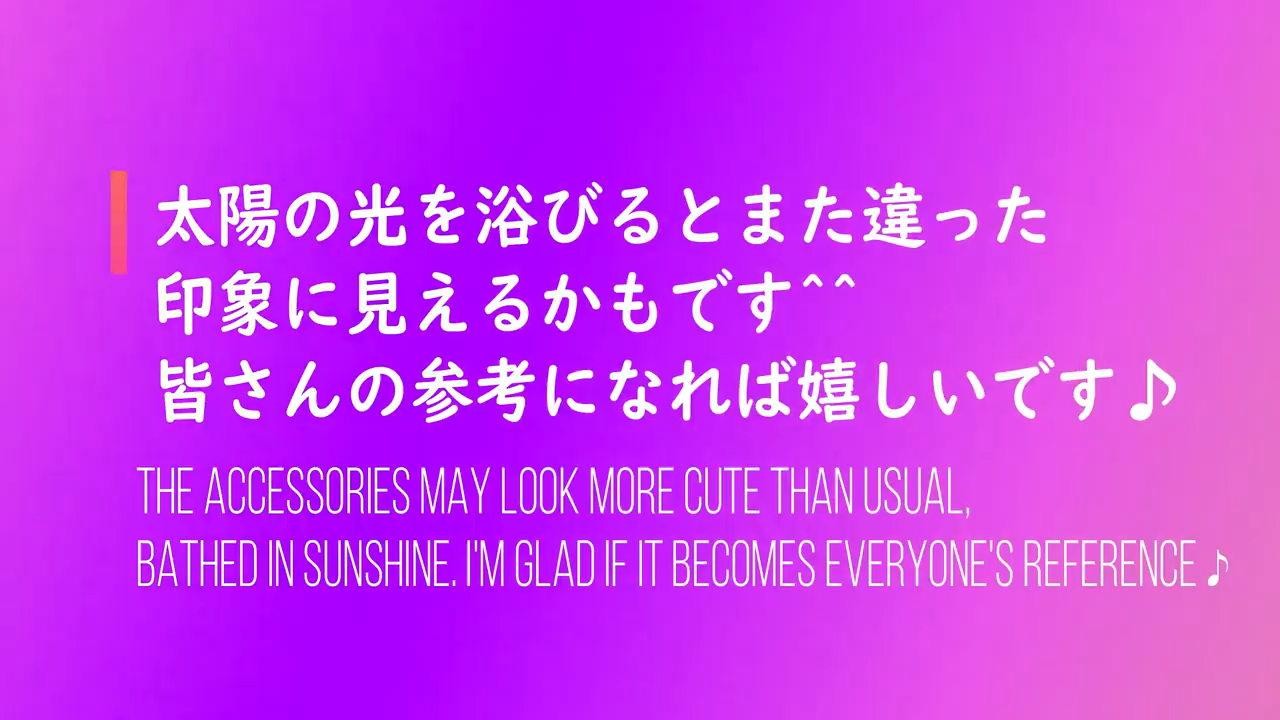 太陽の光を浴びるとまた違った
印象に見えるかもです^^
皆さんの参考になれば嬉しいです♪
THE ACCESSORIES MAY LOOK MORE CUTE THAN USUAL,
BATHED IN SUNSHINE. I'M GLAD IF IT BECOMES EVERYONE'S REFERENCE ♪